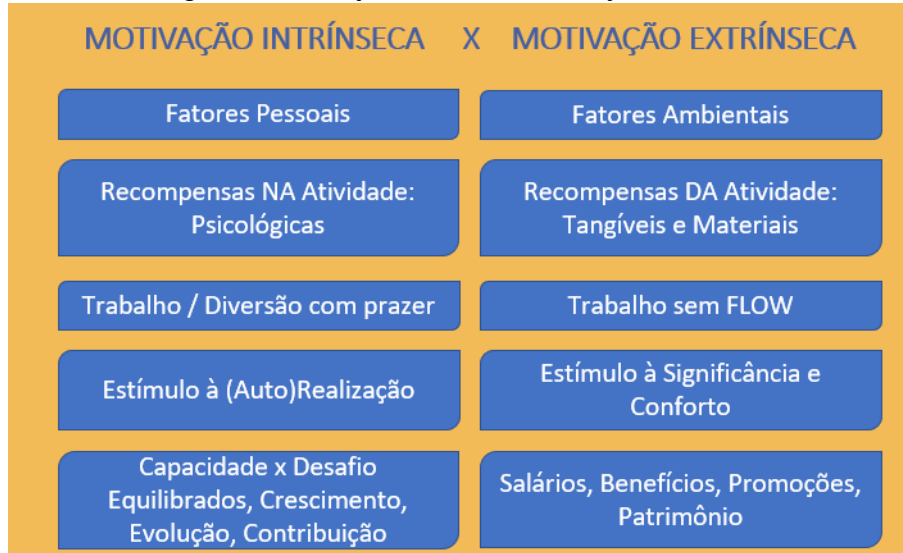 MOTIVAÇÃO INTRÍNSECA X MOTIVAÇÃO EXTRÍNSECA
Fatores Pessoais
Fatores Ambientais
Recompensas NA Atividade:
Psicológicas
Recompensas DA Atividade:
Tangíveis e Materiais
Trabalho / Diversão com prazer
Trabalho sem FLOW
Estímulo à (Auto)Realização
Estímulo à Significância e
Conforto
Capacidade x Desafio
Equilibrados, Crescimento,
Evolução, Contribuição
Salários, Benefícios, Promoções,
Patrimônio